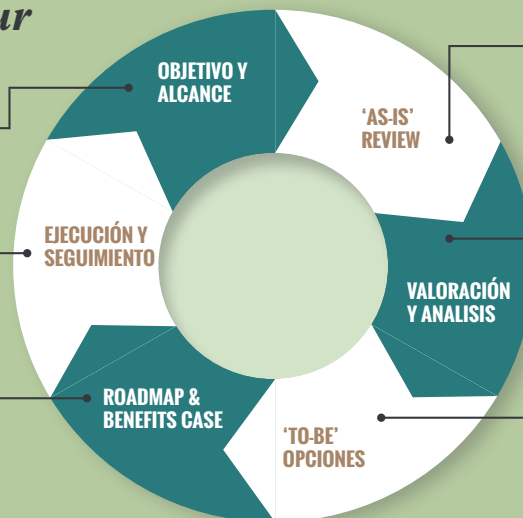 ur
OBJETIVO Y
ALCANCE
‘AS-IS’
REVIEW
VALORACIÓN
Y ANALISIS
‘TO-BE’
OPCIONES
ROADMAP &
BENEFITS CASE
EJECUCIÓN Y
SEGUIMIENTO